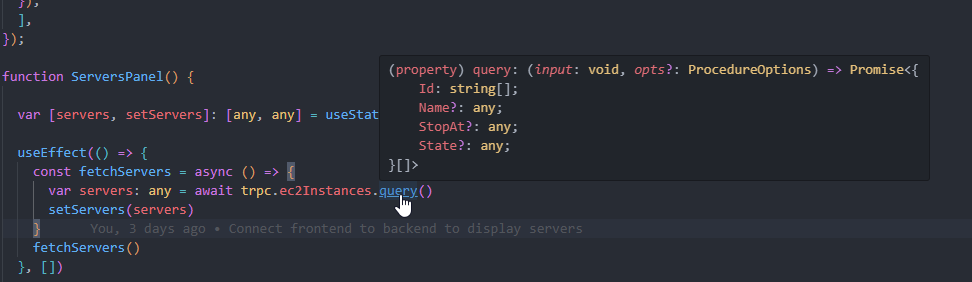 });
],
});
function ServersPanel() {
(property) query: (input: void, opts?: ProcedureOptions) => Promise<{
Id: string[];
Name?: any;
StopAt?: any;
State?: any;
}[]>
var [servers, setServers]: [any, any] = useStat
useEffect(() => {
const fetchServers = async () => {
var servers: any = await trpc.ec2Instances.query()
setServers(servers)
} You, 3 days ago • Connect frontend to backend to display servers
fetchServers()
}, [])